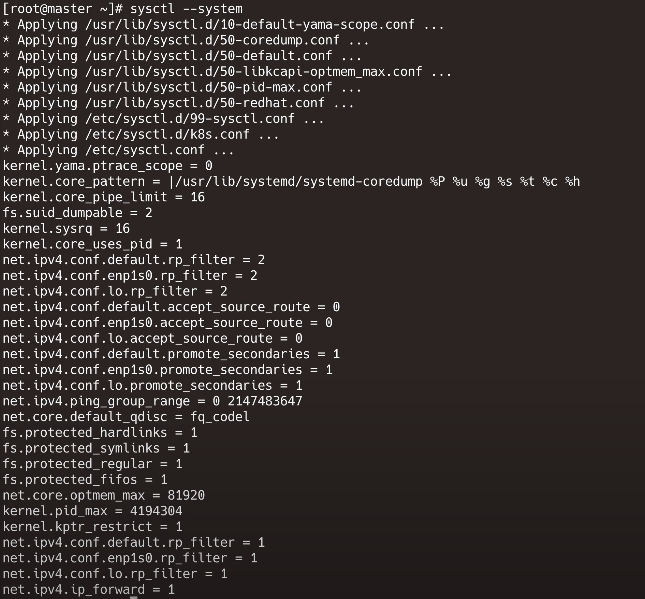 [root@master ~]# sysctl --system
* Applying /usr/lib/sysctl.d/10-default-yama-scope.conf ...
* Applying /usr/lib/sysctl.d/50-coredump.conf ...
* Applying /usr/lib/sysctl.d/50-default.conf ...
* Applying /usr/lib/sysctl.d/50-libkcapi-optmem_max.conf ...
* Applying /usr/lib/sysctl.d/50-pid-max.conf ...
* Applying /usr/lib/sysctl.d/50-redhat.conf ...
* Applying /etc/sysctl.d/99-sysctl.conf ...
* Applying /etc/sysctl.d/k8s.conf ...
* Applying /etc/sysctl.conf ...
kernel.yama.ptrace_scope = 0
kernel.core_pattern = |/usr/lib/systemd/systemd-coredump %P %u %g %s %t %c %h
kernel.core_pipe_limit = 16
fs.suid_dumpable = 2
kernel.sysrq = 16
kernel.core_uses_pid = 1
net.ipv4.conf.default.rp_filter = 2
net.ipv4.conf.enp1s0.rp_filter = 2
net.ipv4.conf.lo.rp_filter = 2
net.ipv4.conf.default.accept_source_route = 0
net.ipv4.conf.enp1s0.accept_source_route = 0
net.ipv4.conf.lo.accept_source_route = 0
net.ipv4.conf.default.promote_secondaries = 1
net.ipv4.conf.enp1s0.promote_secondaries = 1
net.ipv4.conf.lo.promote_secondaries = 1
net.ipv4.ping_group_range = 0 2147483647
net.core.default_qdisc = fq_codel
fs.protected_hardlinks = 1
fs.protected_symlinks = 1
fs.protected_regular = 1
fs.protected_fifos = 1
net.core.optmem_max = 81920
kernel.pid_max = 4194304
kernel.kptr_restrict = 1
net.ipv4.conf.default.rp_filter = 1
net.ipv4.conf.enp1s0.rp_filter = 1
net.ipv4.conf.lo.rp_filter = 1
net.ipv4.ip_forward = 1